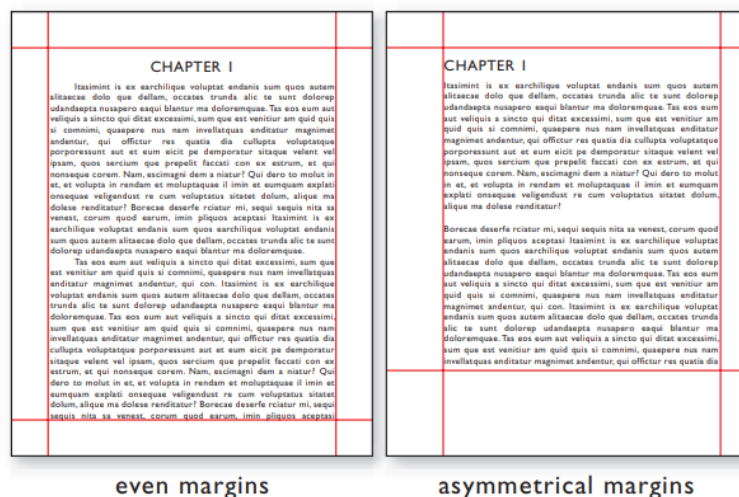 CHAPTER I
Itasimint is ex earchilique voluptat endanis sum quos autem
alitaecae dolo que dellam, occates trunda alic te sunt dolorep
udandaepta nusapero eaqui blantur ma doloremquae. Tas eos eum aut
veliquis a sincto qui ditat excessimi, sum que est venitiur am quid quis
si comnimi, quaepere nus nam invellatquas enditatur magnimet
andentur, qui offictur res quatia dia cullupta voluptatque
porporessunt aut et eum eicit pe demporatur sitaque velent vel
ipsam, quos sercium que prepelit faccati con ex estrum, et qui
nonseque corem. Nam, escimagni dem a niatur? Qui dero to molut in
et, et volupta in rendam et moluptaquae il imin et eumquam explati
onsequae veligendust re cum voluptatus sitatet dolum, alique ma
dolese renditatur? Borecae deserfe rciatur mi, sequi sequis nita sa
venest, corum quod earum, imin pliquos aceptasi Itasimint is ex
earchilique voluptat endanis sum quos earchilique voluptat endanis
sum quos autem alitaecae dolo que dellam, occates trunda alic te sunt
dolorep udandaepta nusapero eaqui blantur ma doloremquae.
Tas eos eum aut veliquis a sincto qui ditat excessimi, sum que
est venitiur am quid quis si comnimi, quaepere nus nam invellatquas
enditatur magnimet andentur, qui con. Itasimint is ex earchilique
voluptat endanis sum quos autem alitaecae dolo que dellam, occates
trunda alic te sunt dolorep udandaepta nusapero eaqui blantur ma
doloremquae. Tas eos eum aut veliquis a sincto qui ditat excessimi,
sum que est venitiur am quid quis si comnimi, quaepere nus nam
invellatquas enditatur magnimet andentur, qui offictur res quatia dia
cullupta voluptatque porporessunt aut et eum eicit pe demporatur
sitaque velent vel ipsam, quos sercium que prepelit faccati con ex
estrum, et qui nonseque corem. Nam, escimagni dem a niatur? Qui
dero to molut in et, et volupta in rendam et moluptaquae il imin et
eumquam explati onsequae veligendust re cum voluptatus sitatet
dolum, alique ma dolese renditatur? Borecae deserfe rciatur mi, sequi
sequis nita sa venest, corum quod earum, imin pliquos aceptasi
even margins
CHAPTER I
Itasimint is ex earchilique voluptat endanis sum quos autem
alitaecae dolo que dellam, occates trunda alic te sunt dolorep
udandaepta nusapero eaqui blantur ma doloremquae. Tas eos eum
aut veliquis a sincto qui ditat excessimi, sum que est venitiur am
quid quis si comnimi, quaepere nus nam invellatquas enditatur
magnimet andentur, qui offictur res quatia dia cullupta voluptatque
porporessunt aut et eum eicit pe demporatur sitaque velent vel
ipsam, quos sercium que prepelit faccati con ex estrum, et qui
nonseque corem. Nam, escimagni dem a niatur? Qui dero to molut
in et, et volupta in rendam et moluptaquae il imin et eumquam
explati onsequae veligendust re cum voluptatus sitatet dolum,
alique ma dolese renditatur?
Borecae deserfe rciatur mi, sequi sequis nita sa venest, corum quod
earum, imin pliquos aceptasi Itasimint is ex earchilique voluptat
endanis sum quos earchilique voluptat endanis sum quos autem
alitaecae dolo que dellam, occates trunda alic te sunt dolorep
udandaepta nusapero eaqui blantur ma doloremquae. Tas eos eum
aut veliquis a sincto qui ditat excessimi, sum que est venitiur am
quid quis si comnimi, quaepere nus nam invellatquas enditatur
magnimet andentur, qui con. Itasimint is ex earchilique voluptat
endanis sum quos autem alitaecae dolo que dellam, occates trunda
alic te sunt dolorep udandaepta nusapero eaqui blantur ma
doloremquae. Tas eos eum aut veliquis a sincto qui ditat excessimi,
sum que est venitiur am quid quis si comnimi, quaepere nus nam
invellatquas enditatur magnimet andentur, qui offictur res quatia dia
asymmetrical margins